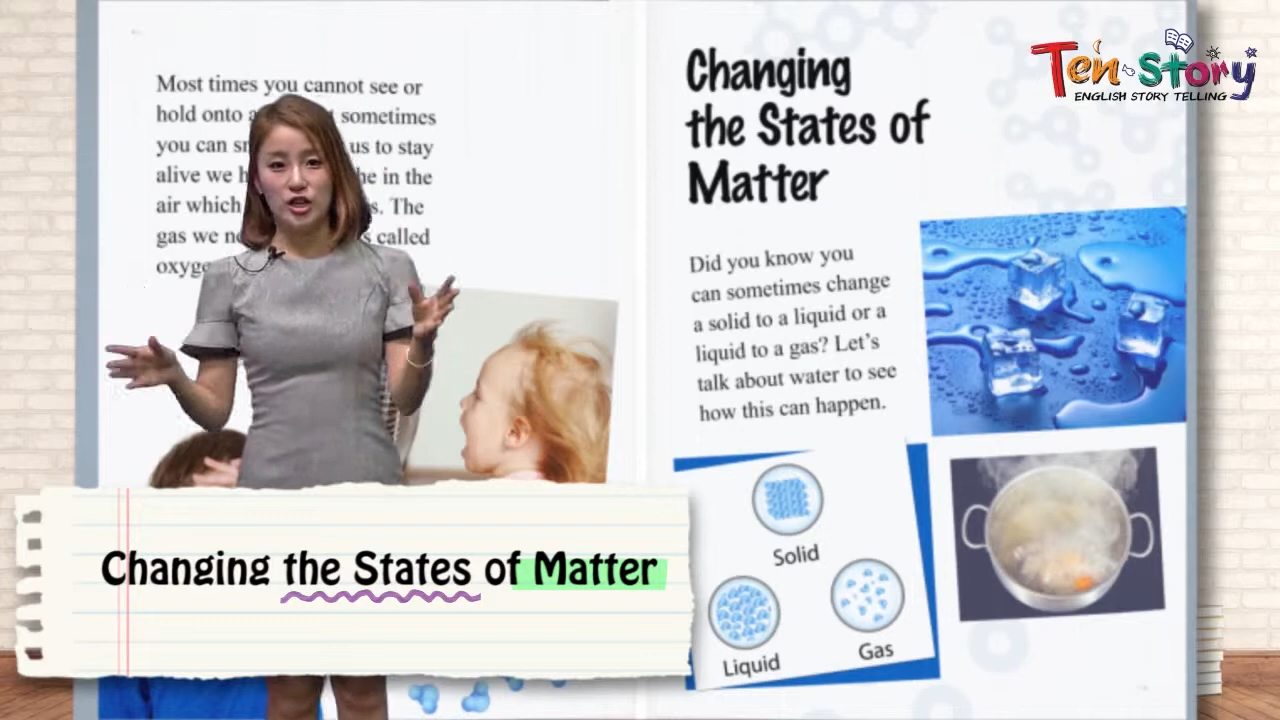 Most times you cannot see or
hold onto sometimes
you can us to stay
alive we in the
air which The
gas we called
Changing
the States of
Matter
Did you know you
can sometimes change
a solid to a liquid or a
liquid to a gas? Let's
talk about water to see
how this can happen.
Solid
Liquid
Gas
Ten Story
ENGLISH STORY TELLING
Changing the States of Matter